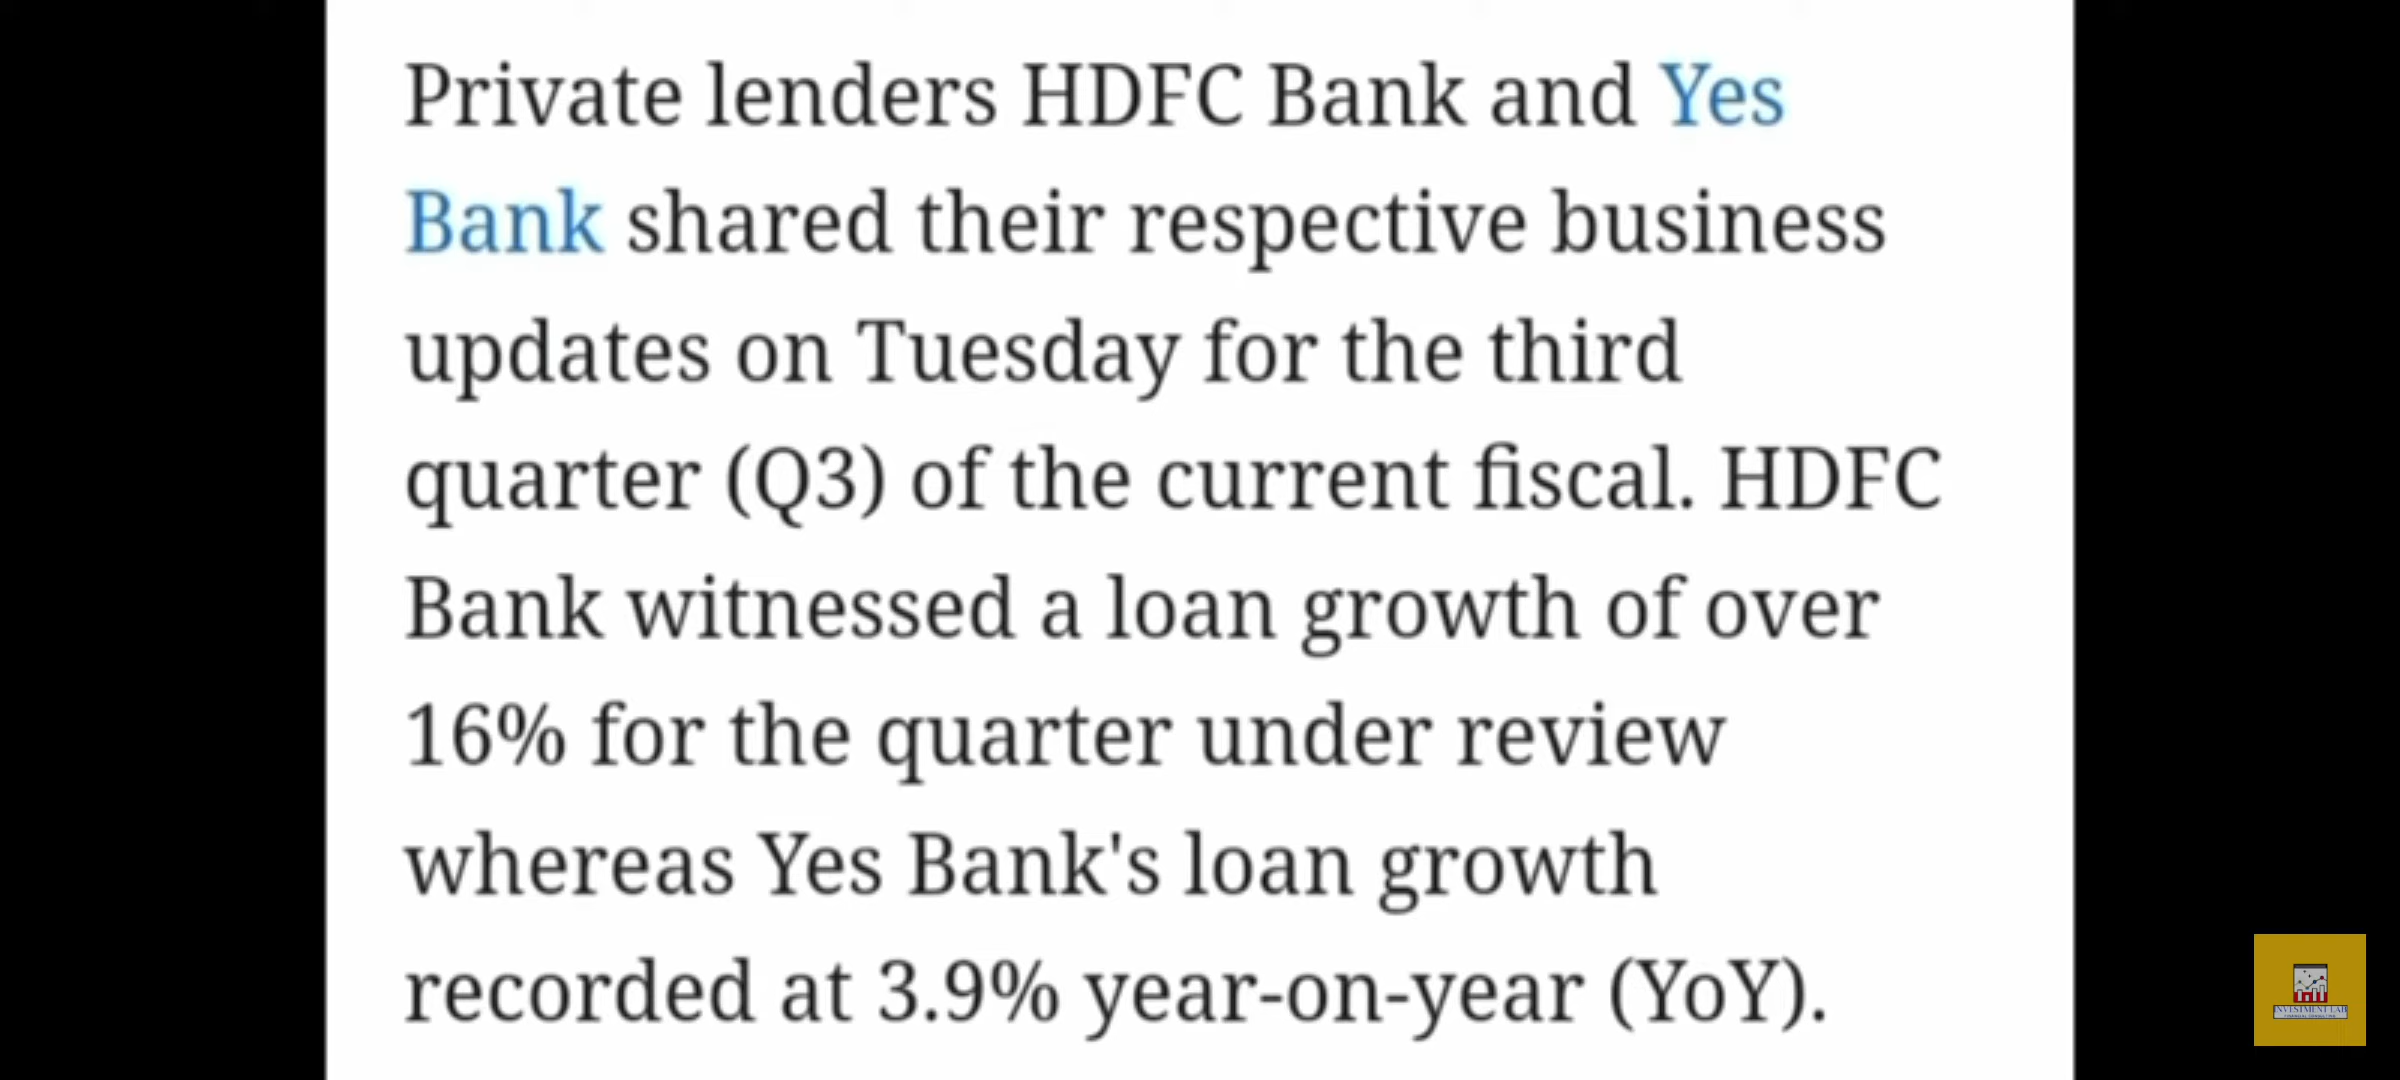 Private lenders HDFC Bank and Yes
Bank shared their respective business
updates on Tuesday for the third
quarter (Q3) of the current fiscal. HDFC
Bank witnessed a loan growth of over
16% for the quarter under review
whereas Yes Bank's loan growth
recorded at 3.9% year-on-year (YoY).
INVESTMENT LAB